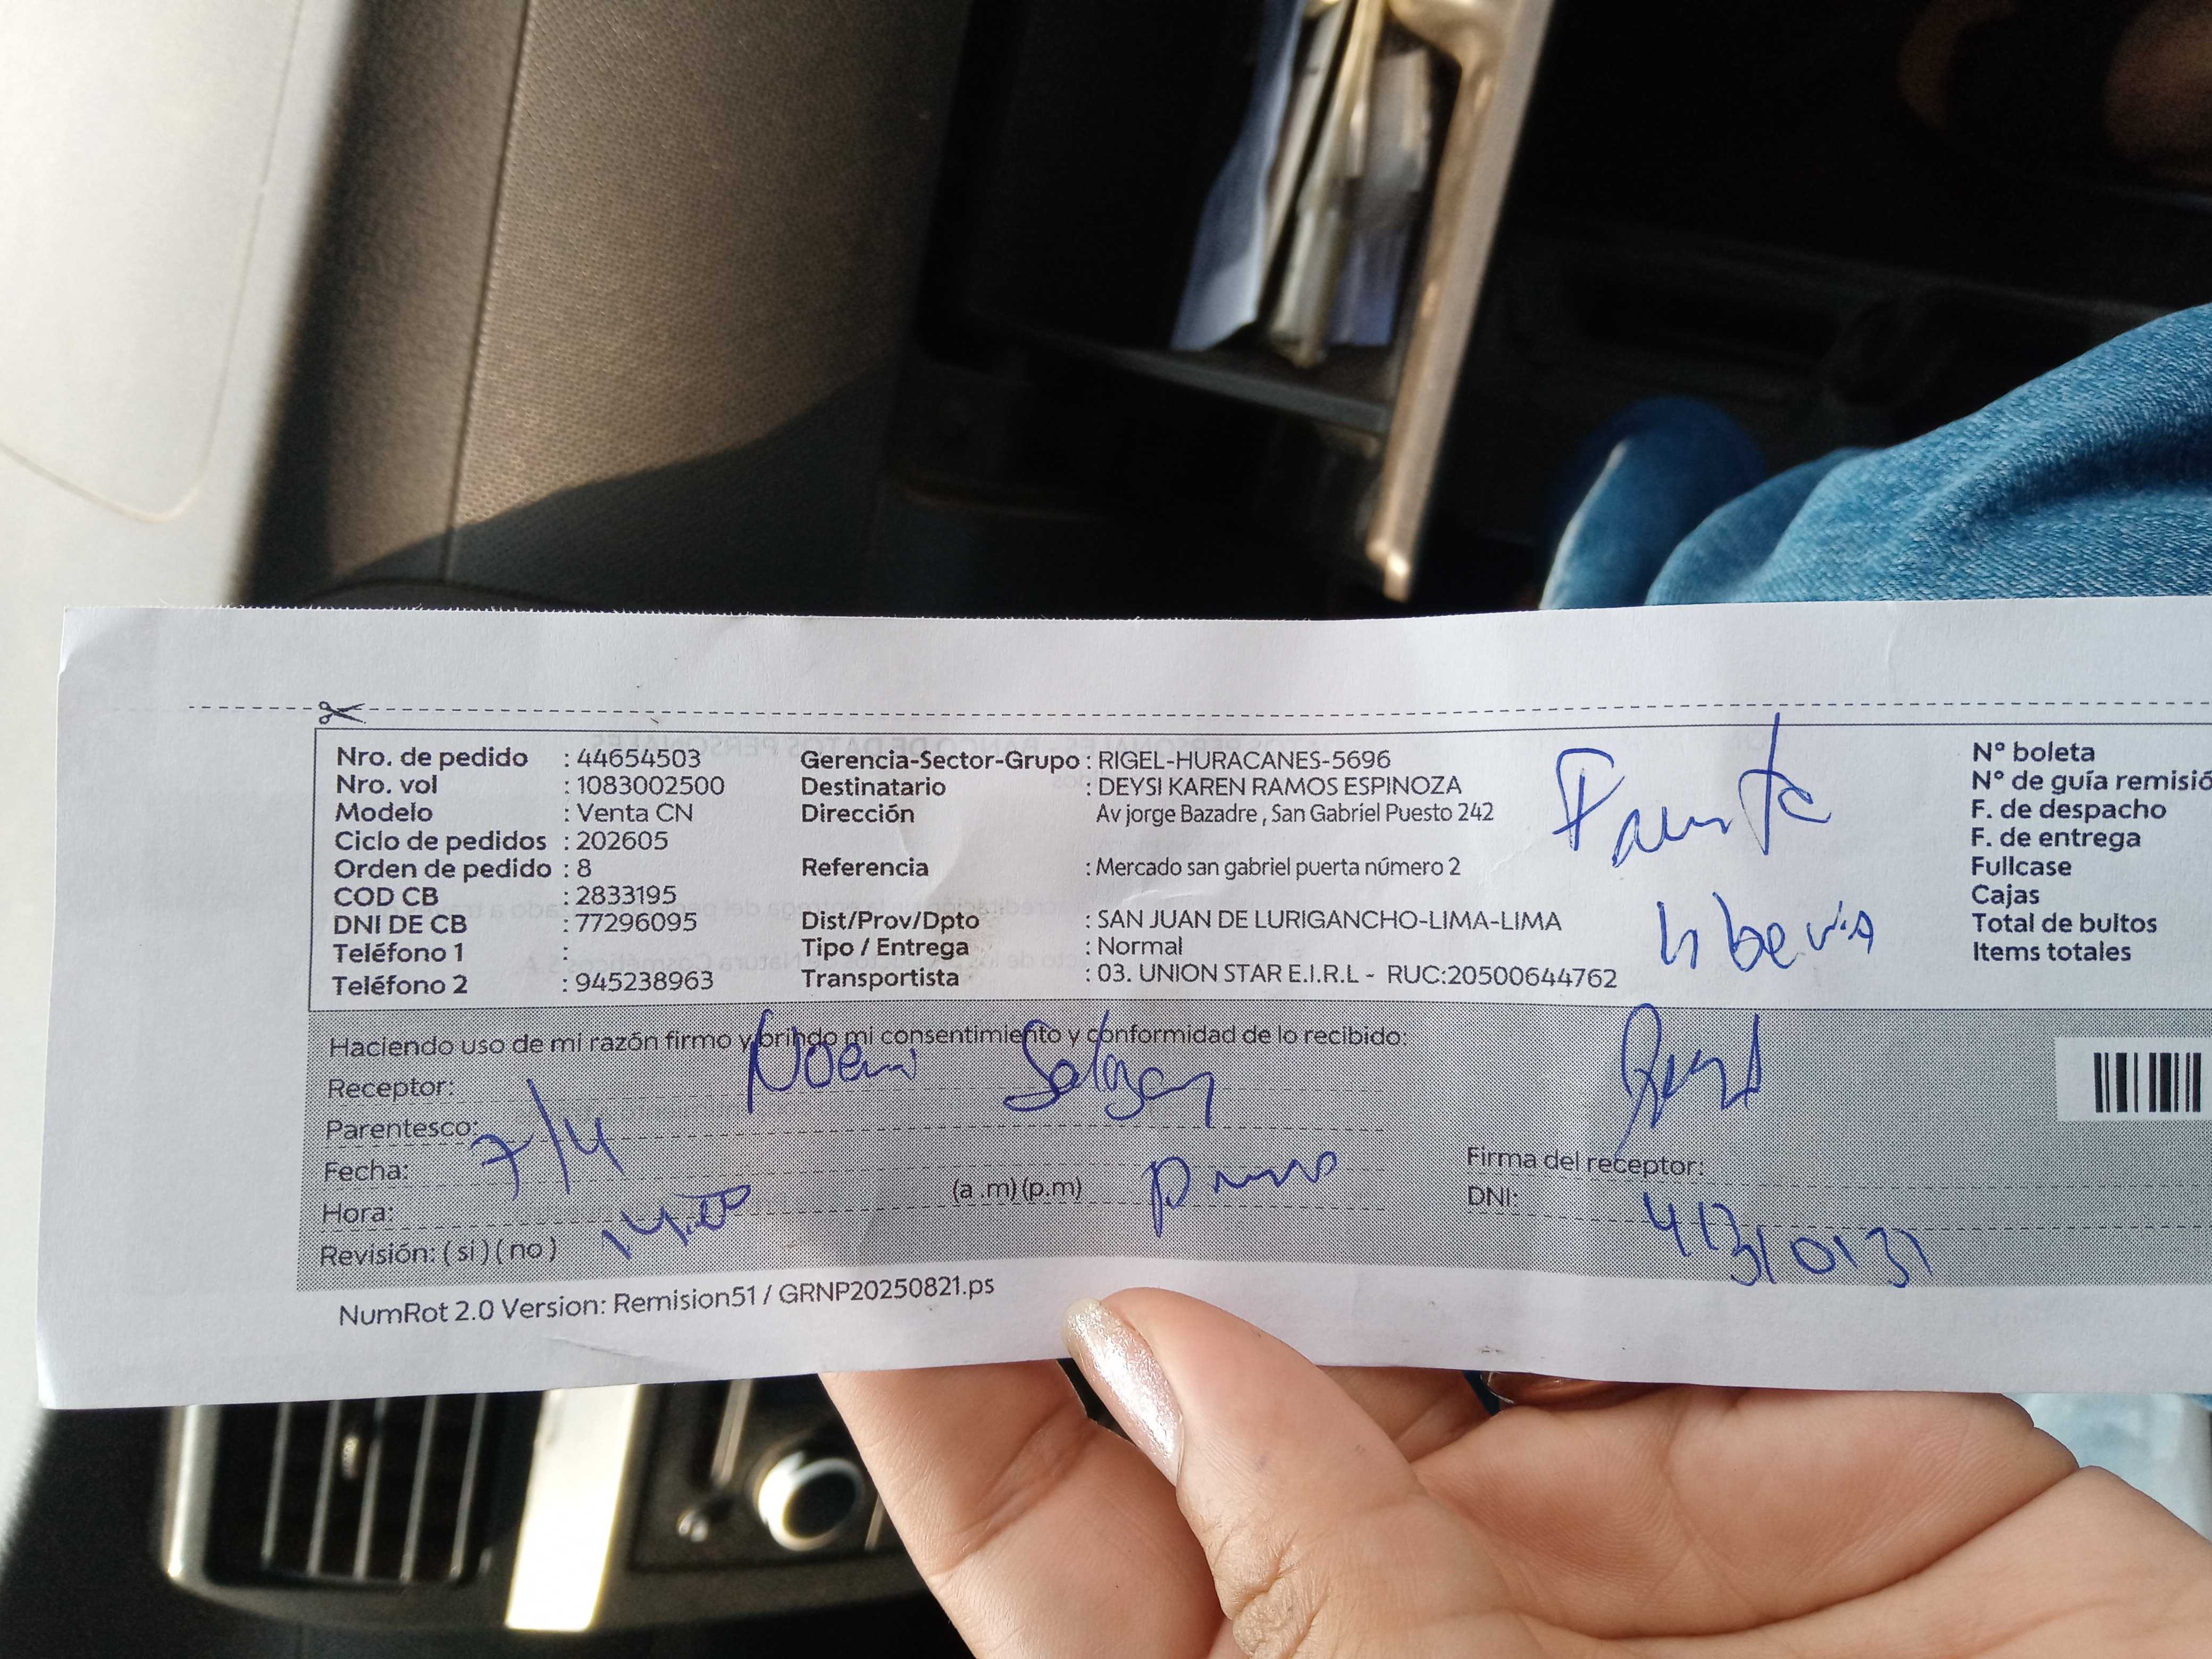 Nro. de pedido : 44654503
Nro. vol : 1083002500
Modelo : Venta CN
Ciclo de pedidos : 202605
Orden de pedido : 8
COD CB : 2833195
DNI DE CB : 77296095
Teléfono 1 :
Teléfono 2 : 945238963
Gerencia-Sector-Grupo : RIGEL-HURACANES-5696
Destinatario : DEYSI KAREN RAMOS ESPINOZA
Dirección Av jorge Bazadre , San Gabriel Puesto 242
Referencia : Mercado san gabriel puerta número 2
Dist/Prov/Dpto : SAN JUAN DE LURIGANCHO-LIMA-LIMA
Tipo / Entrega : Normal
Transportista : 03. UNION STAR E.I.R.L - RUC:20500644762
N° boleta
N° de guía remisió
F. de despacho
F. de entrega
Fullcase
Cajas
Total de bultos
Items totales
Haciendo uso de mi razón firmo y brindo mi consentimiento y conformidad de lo recibido:
Receptor: Noemi
Parentesco:
Fecha: 7/4
Hora: 14:00 (a .m) (p.m)
Revisión: ( si ) ( no )
Firma del receptor:
DNI:
NumRot 2.0 Version: Remision51 / GRNP20250821.ps